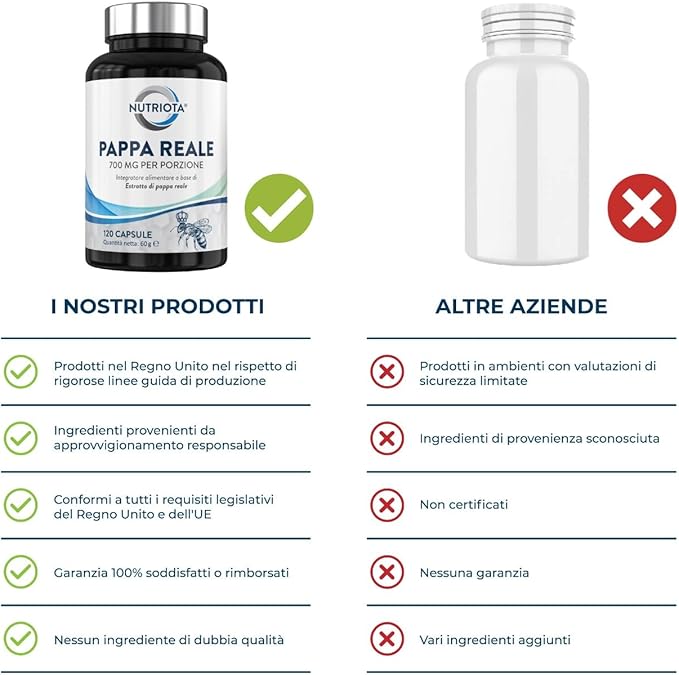 NUTRIOTA®
PAPPA REALE
700 MG PER PORZIONE
Integratore alimentare a base di
Estratto di pappa reale
120 CAPSULE
Quantità netta: 60g ℮
I NOSTRI PRODOTTI
Prodotti nel Regno Unito nel rispetto di
rigorose linee guida di produzione
Ingredienti provenienti da
approvvigionamento responsabile
Conformi a tutti i requisiti legislativi
del Regno Unito e dell'UE
Garanzia 100% soddisfatti o rimborsati
Nessun ingrediente di dubbia qualità
ALTRE AZIENDE
Prodotti in ambienti con valutazioni di
sicurezza limitate
Ingredienti di provenienza sconosciuta
Non certificati
Nessuna garanzia
Vari ingredienti aggiunti